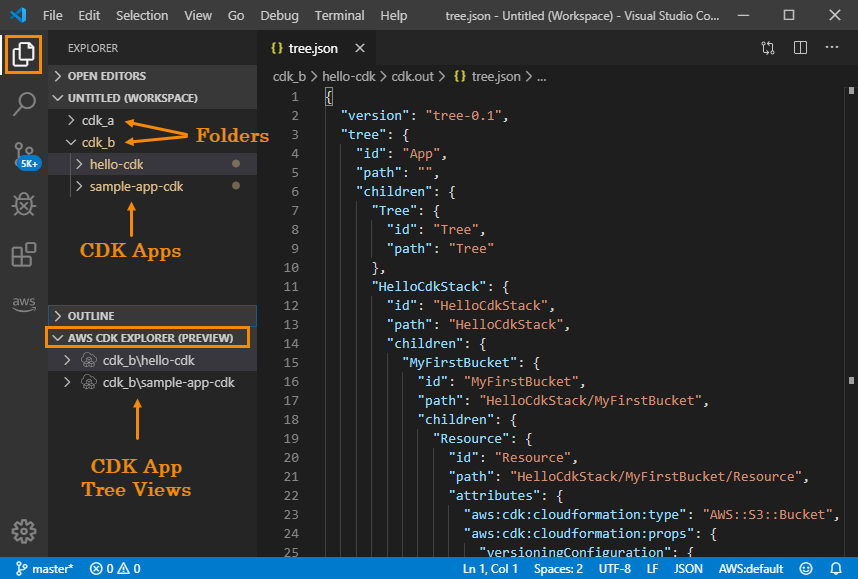 File Edit Selection View Go Debug Terminal Help tree.json - Untitled (Workspace) - Visual Studio Co...
EXPLORER
OPEN EDITORS
UNTITLED (WORKSPACE)
cdk_a
cdk_b
Folders
hello-cdk
sample-app-cdk
CDK Apps
5K+
aws
OUTLINE
AWS CDK EXPLORER (PREVIEW)
cdk_b\hello-cdk
cdk_b\sample-app-cdk
CDK App
Tree Views
{} tree.json
cdk_b > hello-cdk > cdk.out > {} tree.json > ...
1 {
2 "version": "tree-0.1",
3 "tree": {
4 "id": "App",
5 "path": "",
6 "children": {
7 "Tree": {
8 "id": "Tree",
9 "path": "Tree"
10 },
11 "HelloCdkStack": {
12 "id": "HelloCdkStack",
13 "path": "HelloCdkStack",
14 "children": {
15 "MyFirstBucket": {
16 "id": "MyFirstBucket",
17 "path": "HelloCdkStack/MyFirstBucket",
18 "children": {
19 "Resource": {
20 "id": "Resource",
21 "path": "HelloCdkStack/MyFirstBucket/Resource",
22 "attributes": {
23 "aws:cdk:cloudformation:type": "AWS::S3::Bucket",
24 "aws:cdk:cloudformation:props": {
25 "versioningConfiguration": {
master* 0 0 Ln 1, Col 1 Spaces: 2 UTF-8 LF JSON AWS:default